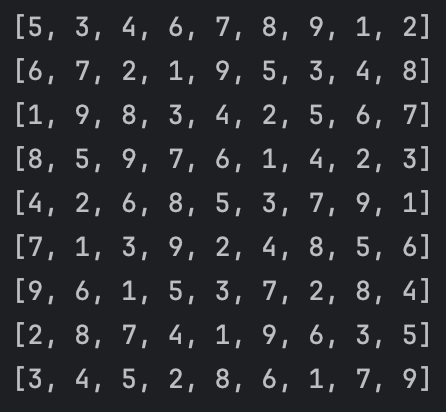 [5, 3, 4, 6, 7, 8, 9, 1, 2]
[6, 7, 2, 1, 9, 5, 3, 4, 8]
[1, 9, 8, 3, 4, 2, 5, 6, 7]
[8, 5, 9, 7, 6, 1, 4, 2, 3]
[4, 2, 6, 8, 5, 3, 7, 9, 1]
[7, 1, 3, 9, 2, 4, 8, 5, 6]
[9, 6, 1, 5, 3, 7, 2, 8, 4]
[2, 8, 7, 4, 1, 9, 6, 3, 5]
[3, 4, 5, 2, 8, 6, 1, 7, 9]